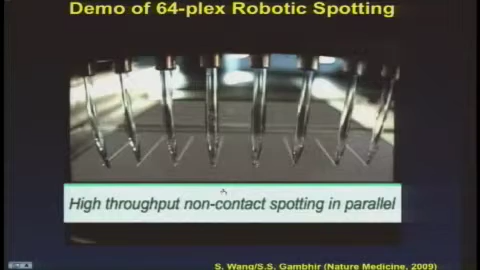 Demo of 64-plex Robotic Spotting
High throughput non-contact spotting in parallel
S. Wang/S.S. Gambhir (Nature Medicine, 2009)